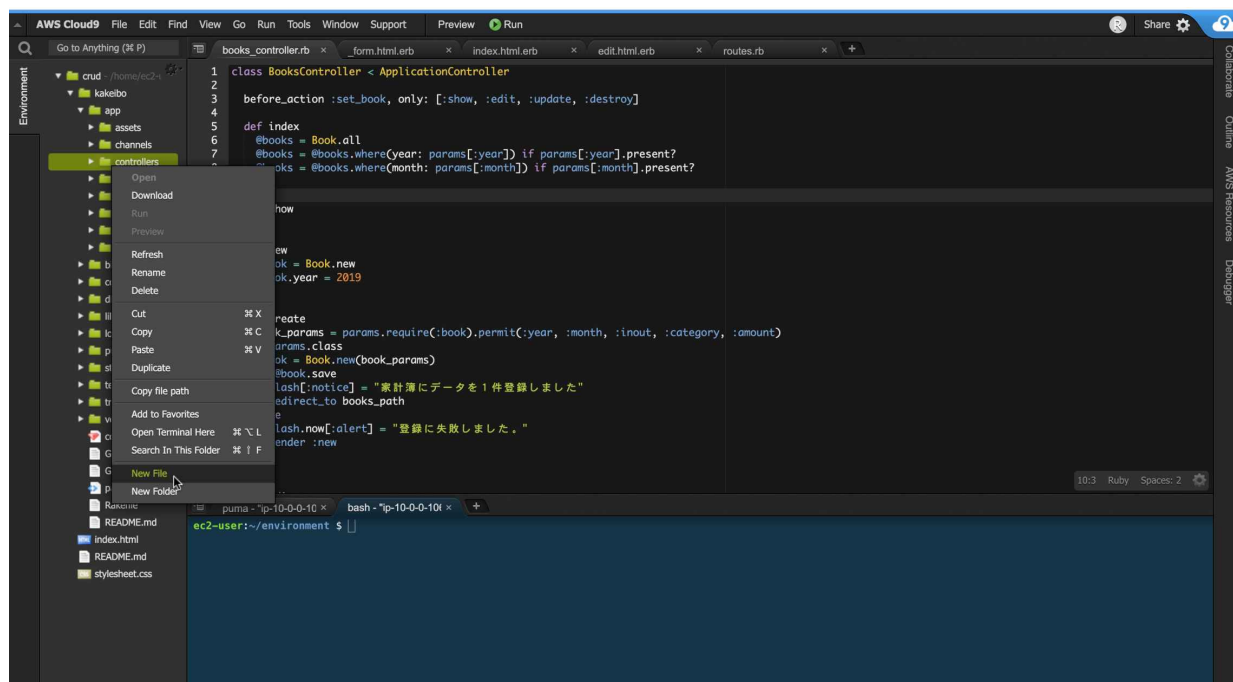 AWS Cloud9 File Edit Find View Go Run Tools Window Support Preview Run
R Share 9
Go to Anything (⌘ P)
books_controller.rb × _form.html.erb × index.html.erb × edit.html.erb × routes.rb × +
Environment
Collaborate
Outline
AWS Resources
Debugger
crud - /home/ec2-u
kakeibo
app
assets
channels
controllers
Rakefile
README.md
index.html
README.md
stylesheet.css
Open
Download
Run
Preview
Refresh
Rename
Delete
Cut ⌘ X
Copy ⌘ C
Paste ⌘ V
Duplicate
Copy file path
Add to Favorites
Open Terminal Here ⌘ ⌥ L
Search In This Folder ⌘ ⇧ F
New File
New Folder
1 class BooksController < ApplicationController
2
3 before_action :set_book, only: [:show, :edit, :update, :destroy]
4
5 def index
6 @books = Book.all
7 @books = @books.where(year: params[:year]) if params[:year].present?
oks = @books.where(month: params[:month]) if params[:month].present?
how
ew
ok = Book.new
ok.year = 2019
reate
k_params = params.require(:book).permit(:year, :month, :inout, :category, :amount)
arams.class
ok = Book.new(book_params)
@book.save
lash[:notice] = "家計簿にデータを1件登録しました"
edirect_to books_path
e
lash.now[:alert] = "登録に失敗しました。"
ender :new
10:3 Ruby Spaces: 2
puma - "ip-10-0-0-10 × bash - "ip-10-0-0-106 × +
ec2-user:~/environment $